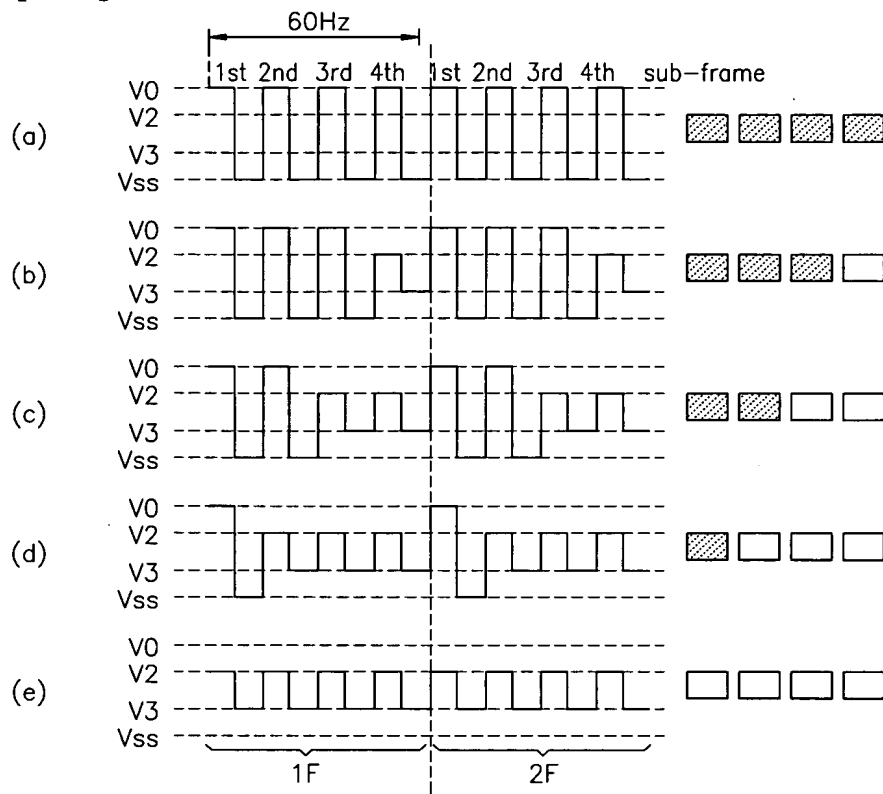 60Hz
1st 2nd 3rd 4th 1st 2nd 3rd 4th sub-frame
(a)
V0
V2
V3
Vss
(b)
V0
V2
V3
Vss
(c)
V0
V2
V3
Vss
(d)
V0
V2
V3
Vss
(e)
V0
V2
V3
Vss
1F 2F